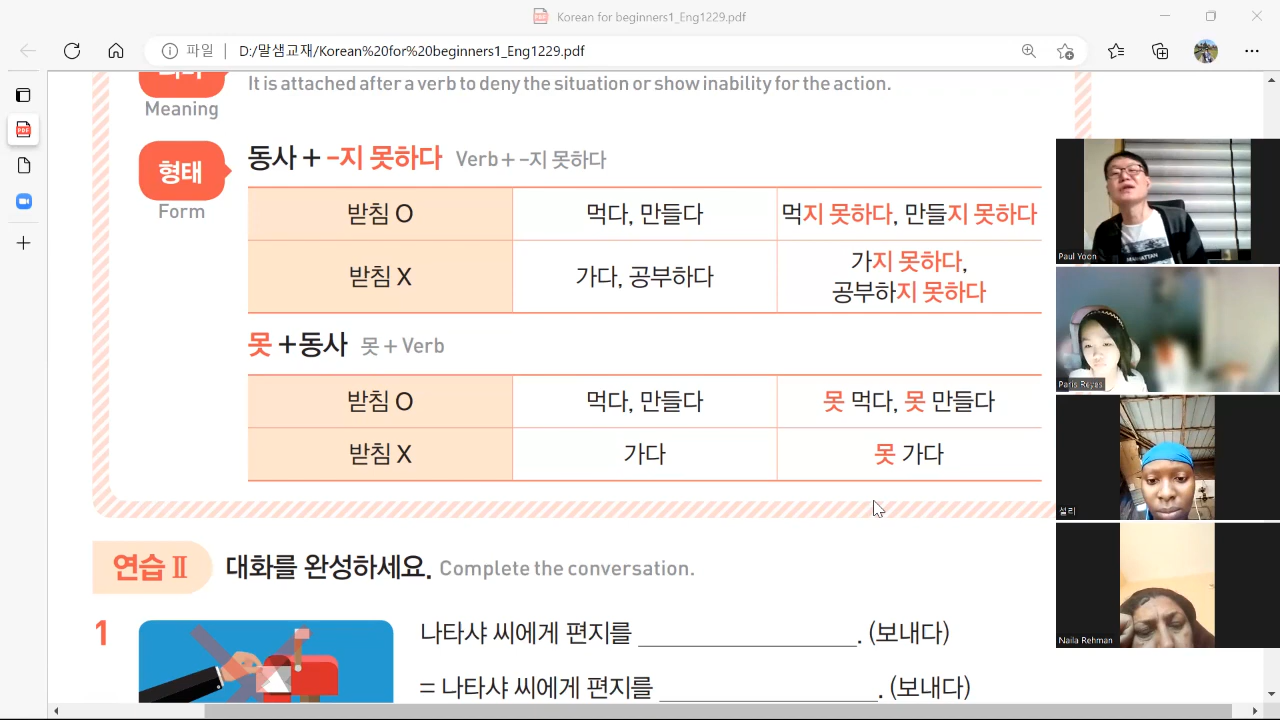 Korean for beginners1_Eng1229.pdf
파일 | D:/말샘교재/Korean%20for%20beginners1_Eng1229.pdf
It is attached after a verb to deny the situation or show inability for the action.
Meaning
형태
Form
동사 + -지 못하다 Verb + -지 못하다
받침 O 먹다, 만들다 먹지 못하다, 만들지 못하다
받침 X 가다, 공부하다 가지 못하다,
공부하지 못하다
못 +동사 못 + Verb
받침 O 먹다, 만들다 못 먹다, 못 만들다
받침 X 가다 못 가다
연습 Ⅱ 대화를 완성하세요. Complete the conversation.
1 나타샤 씨에게 편지를 ________________. (보내다)
= 나타샤 씨에게 편지를 ________________. (보내다)
Paul Yoon
MANHATTAN
Paris Reyes
설리
Naila Rehman